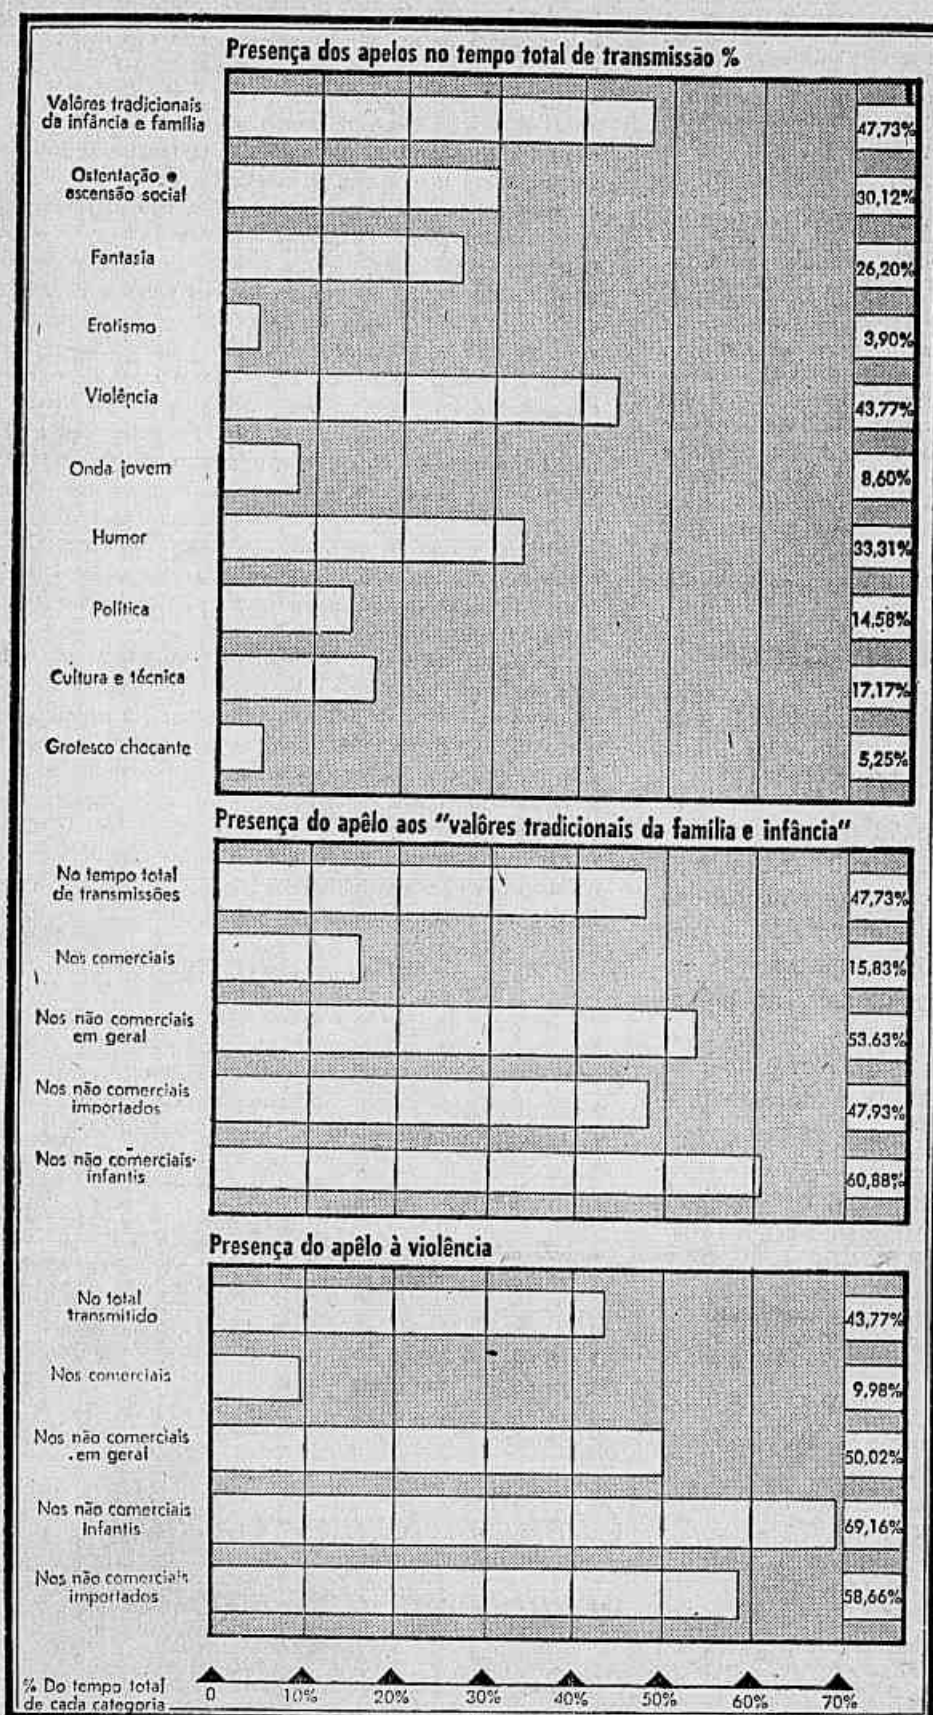 Presença dos apelos no tempo total de transmissão %
Valôres tradicionais
da infância e família
47,73%
Ostentação e
ascensão social
30,12%
Fantasia
26,20%
Erotismo
3,90%
Violência
43,77%
Onda jovem
8,60%
Humor
33,31%
Política
14,58%
Cultura e técnica
17,17%
Grotesco chocante
5,25%
Presença do apêlo aos "valôres tradicionais da família e infância"
No tempo total
de transmissões
47,73%
Nos comerciais
15,83%
Nos não comerciais
em geral
53,63%
Nos não comerciais
importados
47,93%
Nos não comerciais
infantis
60,88%
Presença do apêlo à violência
No total
transmitido
43,77%
Nos comerciais
9,98%
Nos não comerciais
em geral
50,02%
Nos não comerciais
Infantis
69,16%
Nos não comerciais
importados
58,66%
% Do tempo total
de cada categoria
0 10% 20% 30% 40% 50% 60% 70%